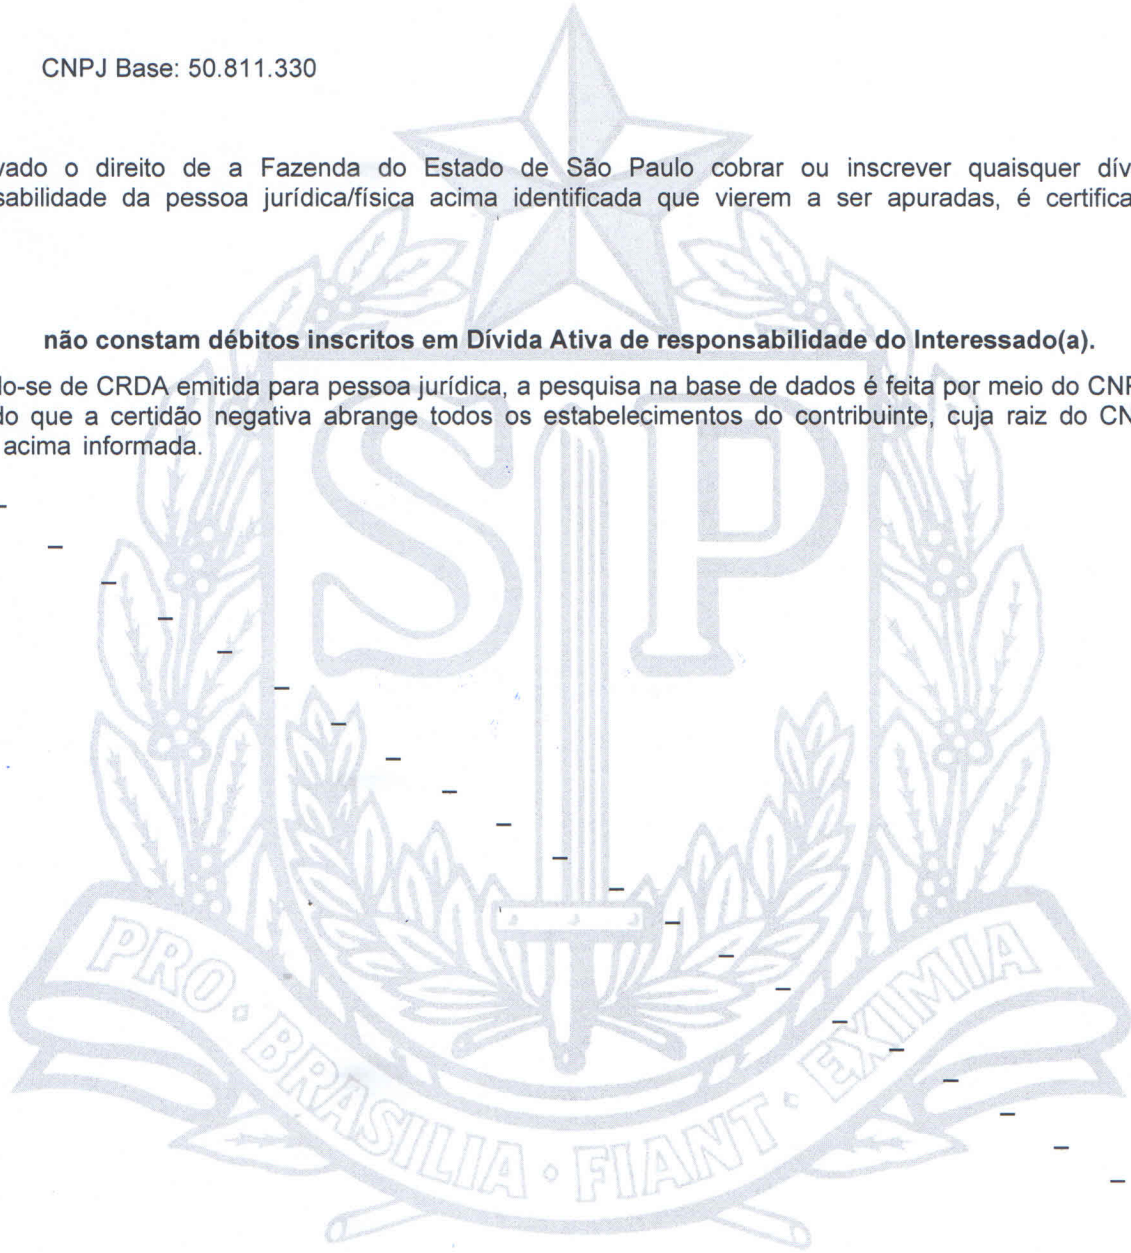 CNPJ Base: 50.811.330
vado o direito de a Fazenda do Estado de São Paulo cobrar ou inscrever quaisquer dív
sabilidade da pessoa jurídica/física acima identificada que vierem a ser apuradas, é certifica
não constam débitos inscritos em Dívida Ativa de responsabilidade do Interessado(a).
do-se de CRDA emitida para pessoa jurídica, a pesquisa na base de dados é feita por meio do CNP
do que a certidão negativa abrange todos os estabelecimentos do contribuinte, cuja raiz do CN
acima informada.
SP
PRO · BRASILIA · FIANT · EXIMIA